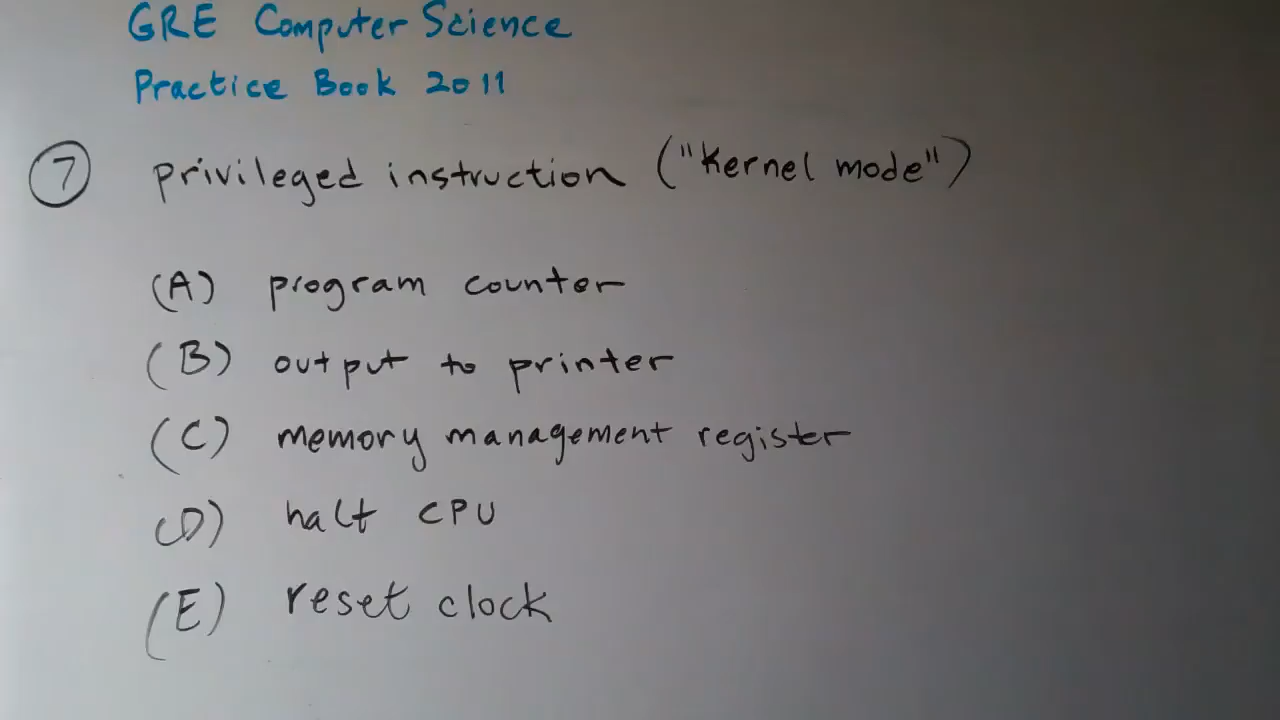 GRE Computer Science
Practice Book 2011
7 privileged instruction ("Kernel mode")
(A) program counter
(B) output to printer
(C) memory management register
(D) halt CPU
(E) reset clock